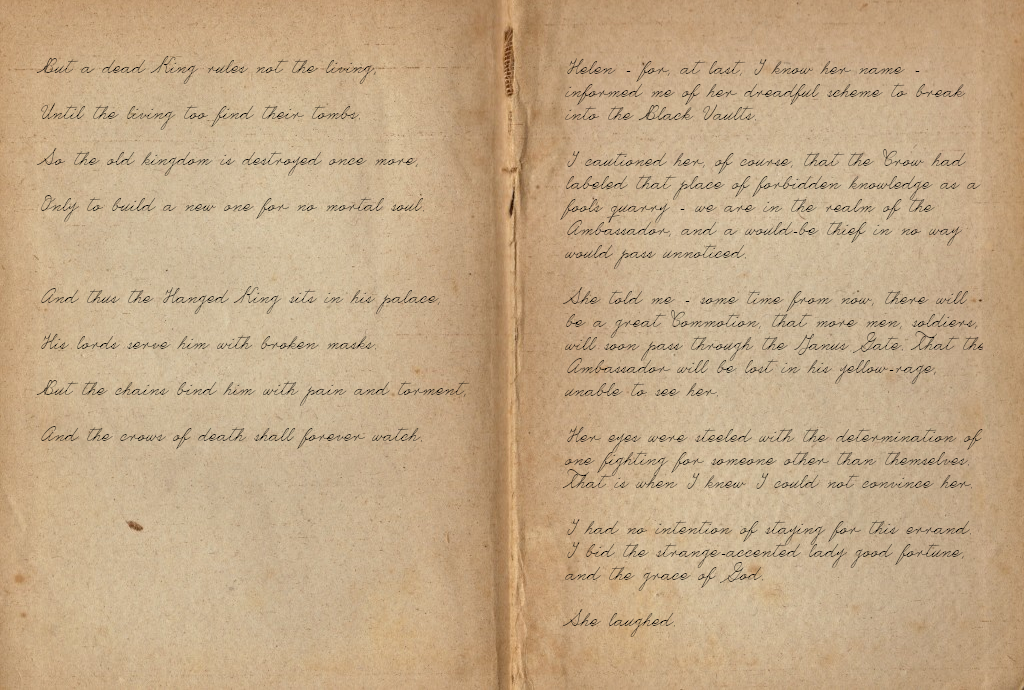 But a dead King rules not the living,
Until the living too find their tombs.
So the old kingdom is destroyed once more,
Only to build a new one for no mortal soul.
And thus the Hanged King sits in his palace,
His lords serve him with broken masks.
But the chains bind him with pain and torment,
And the crows of death shall forever watch.
Helen - for, at last, I know her name -
informed me of her dreadful scheme to break
into the Black Vaults.
I cautioned her, of course, that the Crow had
labeled that place of forbidden knowledge as a
fool's quarry - we are in the realm of the
Ambassador, and a would-be thief in no way
would pass unnoticed.
She told me - some time from now, there will
be a great Commotion, that more men, soldiers,
will soon pass through the Janus Gate. That the
Ambassador will be lost in his yellow-rage,
unable to see her.
Her eyes were steeled with the determination of
one fighting for someone other than themselves.
That is when I knew I could not convince her.
I had no intention of staying for this errand.
I bid the strange-accented lady good fortune,
and the grace of God.
She laughed.